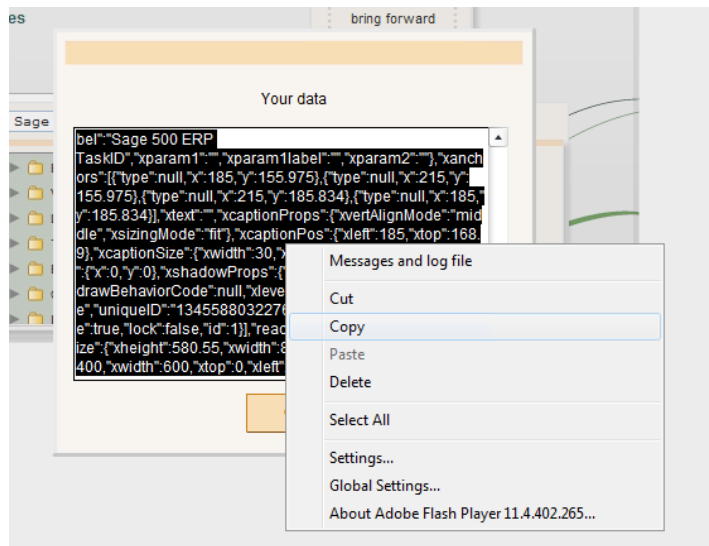 es
bring forward
Your data
Sage
bel":"Sage 500 ERP
TaskID","xparam1":"","xparam1label":"","xparam2":""},"xanch
ors":[{"type":null,"x":185,"y":155.975},{"type":null,"x":215,"y":
155.975},{"type":null,"x":215,"y":185.834},{"type":null,"x":185,"
y":185.834}],"xtext":"","xcaptionProps":{"xvertAlignMode":"mid
dle","xsizingMode":"fit"},"xcaptionPos":{"xleft":185,"xtop":168.
9},"xcaptionSize":{"xwidth":30,"x
":{"x":0,"y":0},"xshadowProps":{"
drawBehaviorCode":null,"xleve
e","uniqueID":"1345588032276
e":true,"lock":false,"id":1}],"reac
ize":{"xheight":580.55,"xwidth":8
400,"xwidth":600,"xtop":0,"xleft"
Messages and log file
Cut
Copy
Paste
Delete
Select All
Settings...
Global Settings...
About Adobe Flash Player 11.4.402.265...